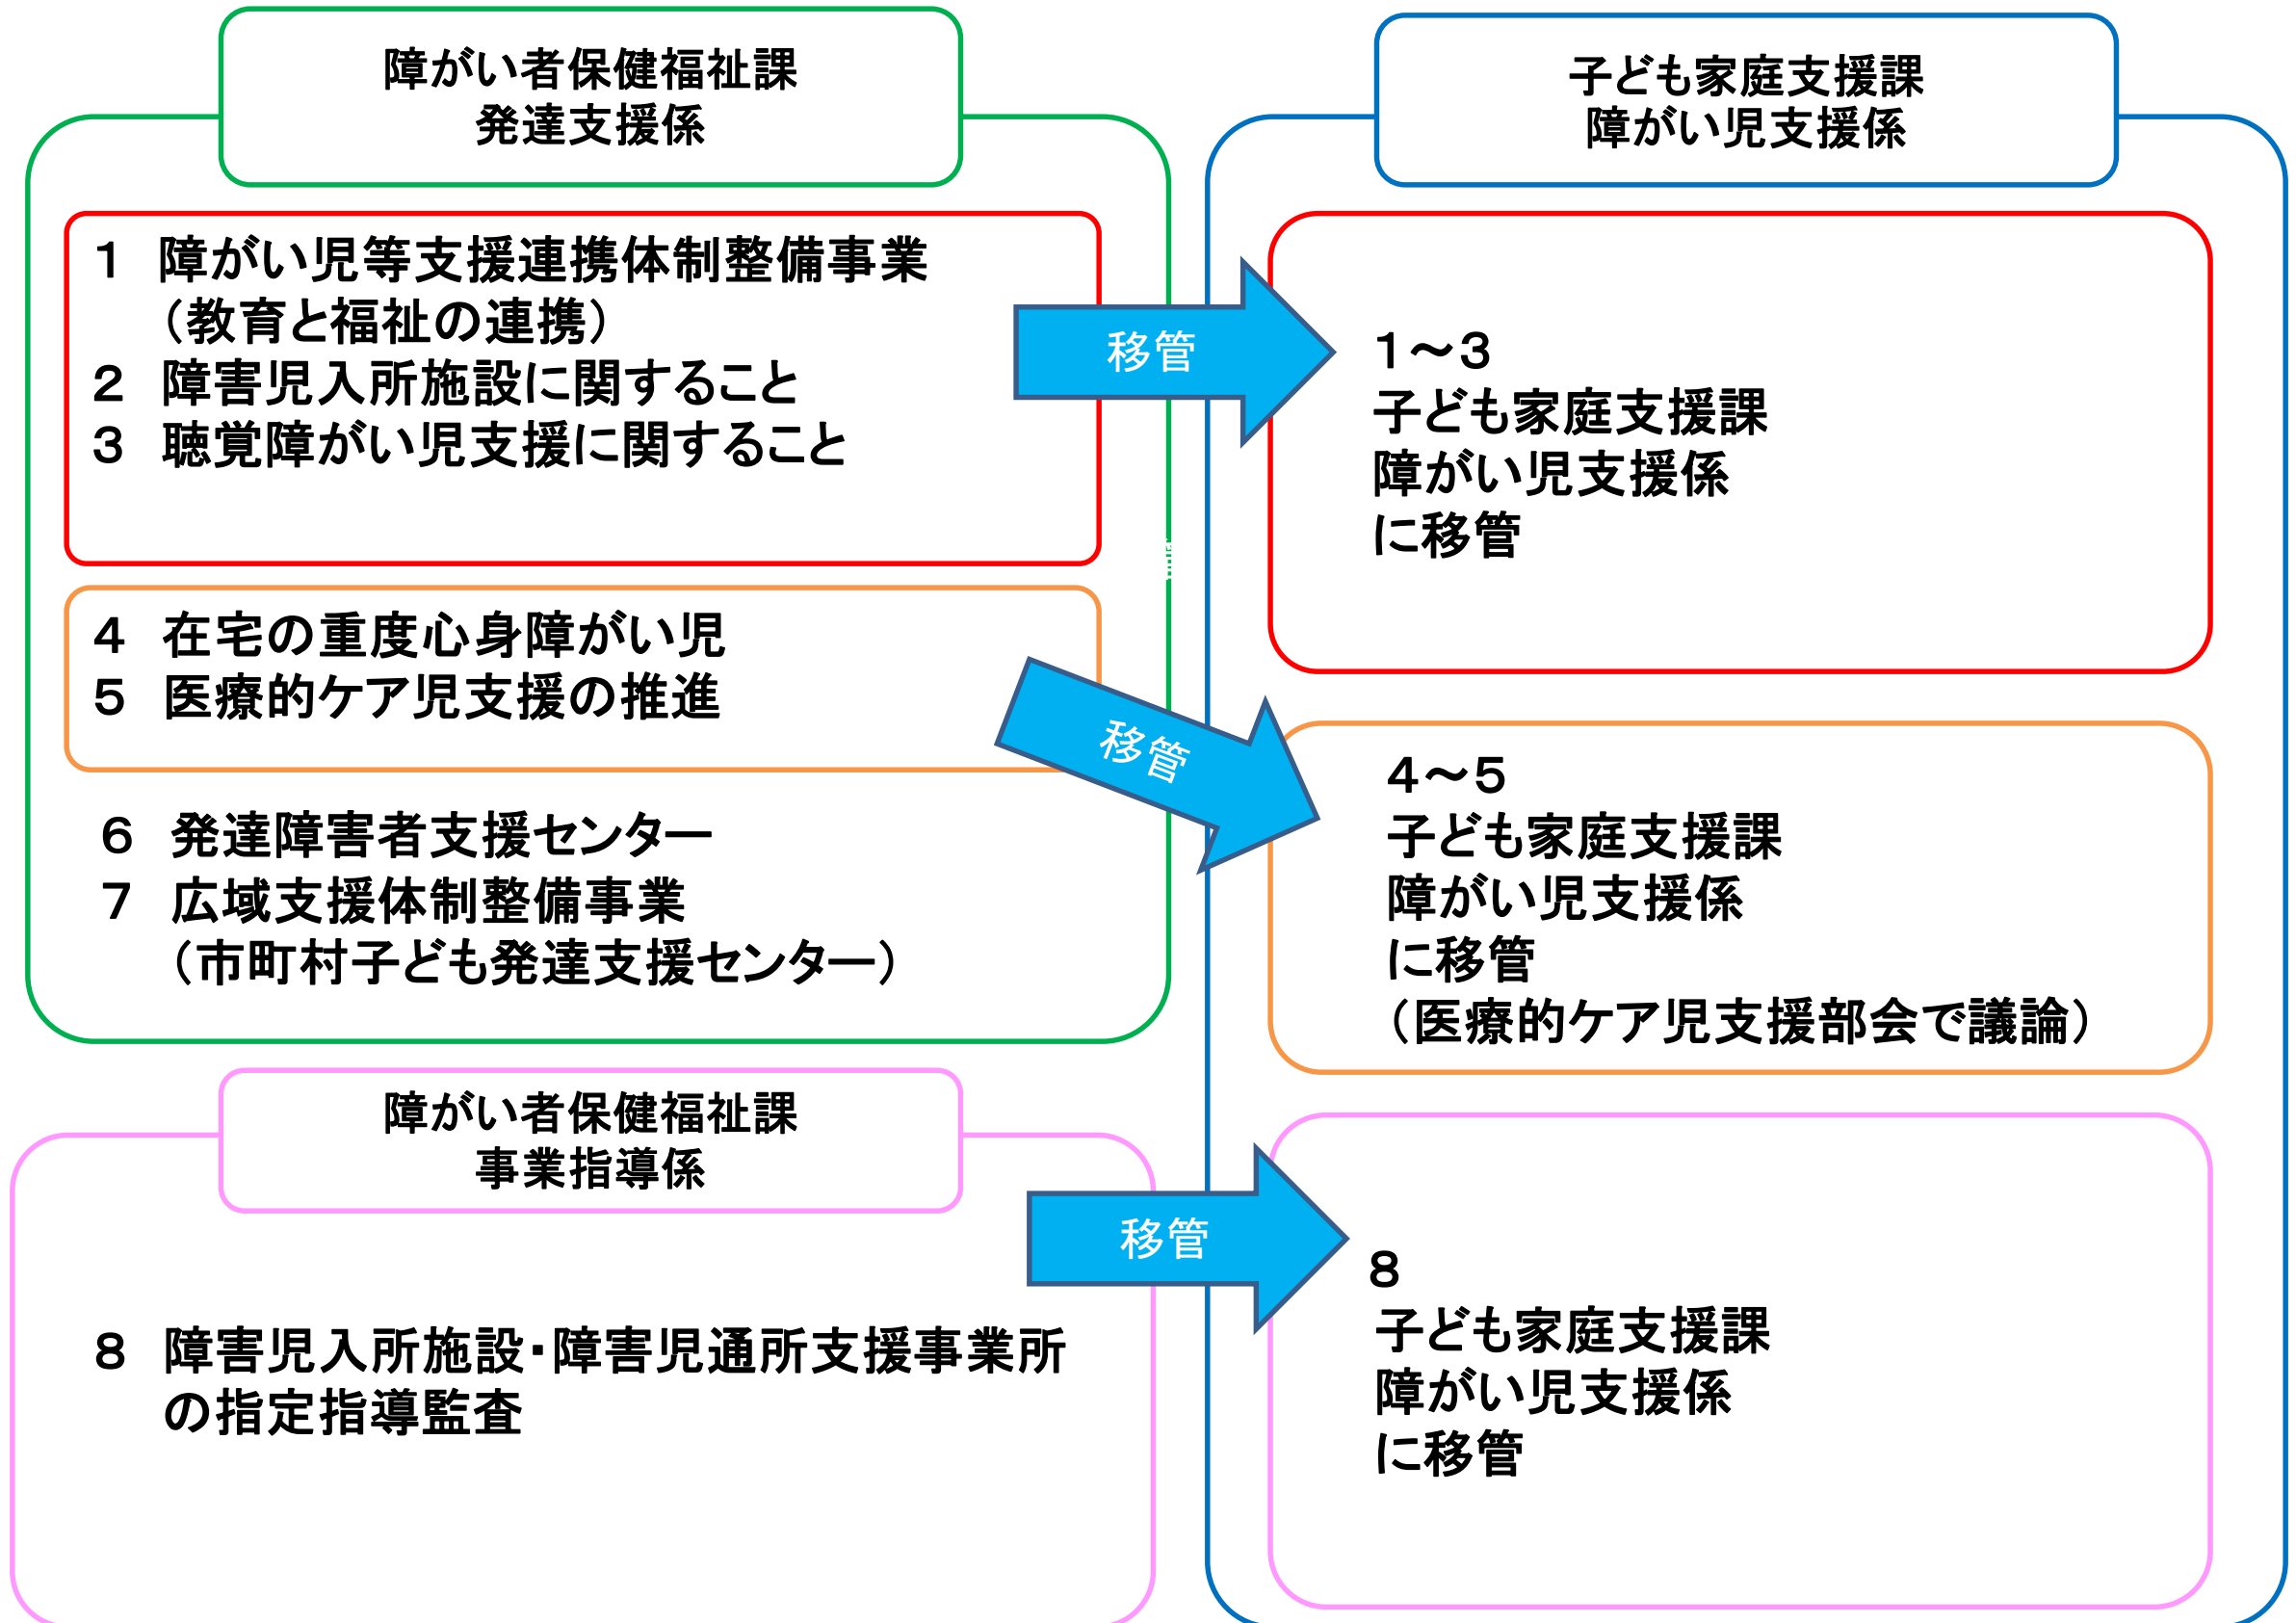 障がい者保健福祉課
発達支援係
１　障がい児等支援連携体制整備事業
（教育と福祉の連携）
２　障害児入所施設に関すること
３　聴覚障がい児支援に関すること
４　在宅の重度心身障がい児
５　医療的ケア児支援の推進
６　発達障害者支援センター
７　広域支援体制整備事業
（市町村子ども発達支援センター）
障がい者保健福祉課
事業指導係
８　障害児入所施設・障害児通所支援事業所
の指定指導監査
移管
移管
移管
子ども家庭支援課
障がい児支援係
１～３
子ども家庭支援課
障がい児支援係
に移管
４～５
子ども家庭支援課
障がい児支援係
に移管
（医療的ケア児支援部会で議論）
８
子ども家庭支援課
障がい児支援係
に移管